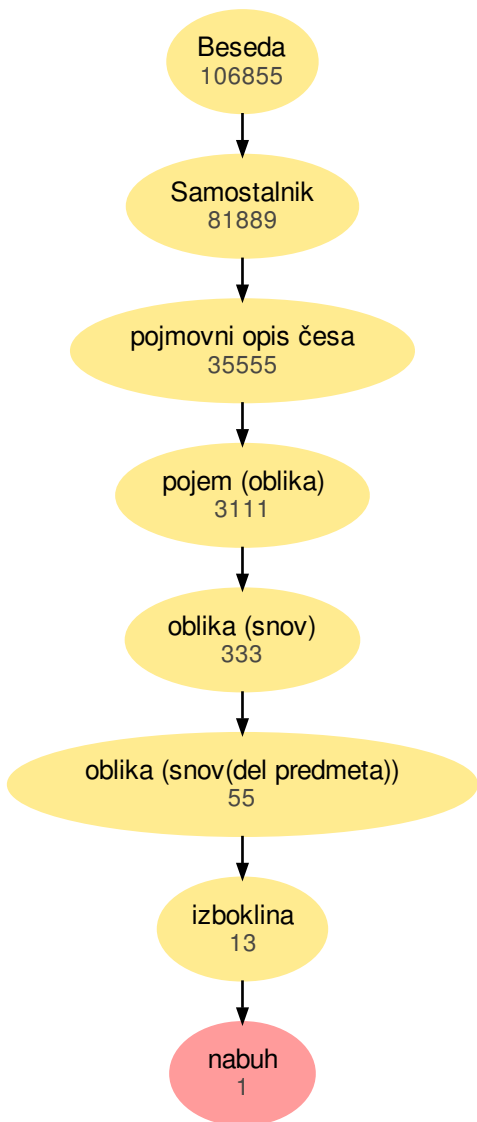 Beseda
106855
Samostalnik
81889
pojmovni opis česa
35555
pojem (oblika)
3111
oblika (snov)
333
oblika (snov(del predmeta))
55
izboklina
13
nabuh
1